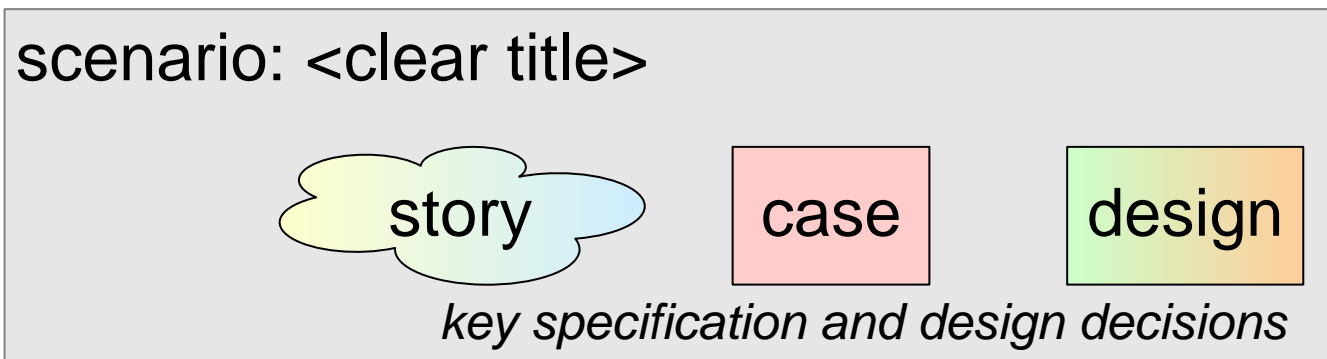 scenario: <clear title>
story case design
key specification and design decisions